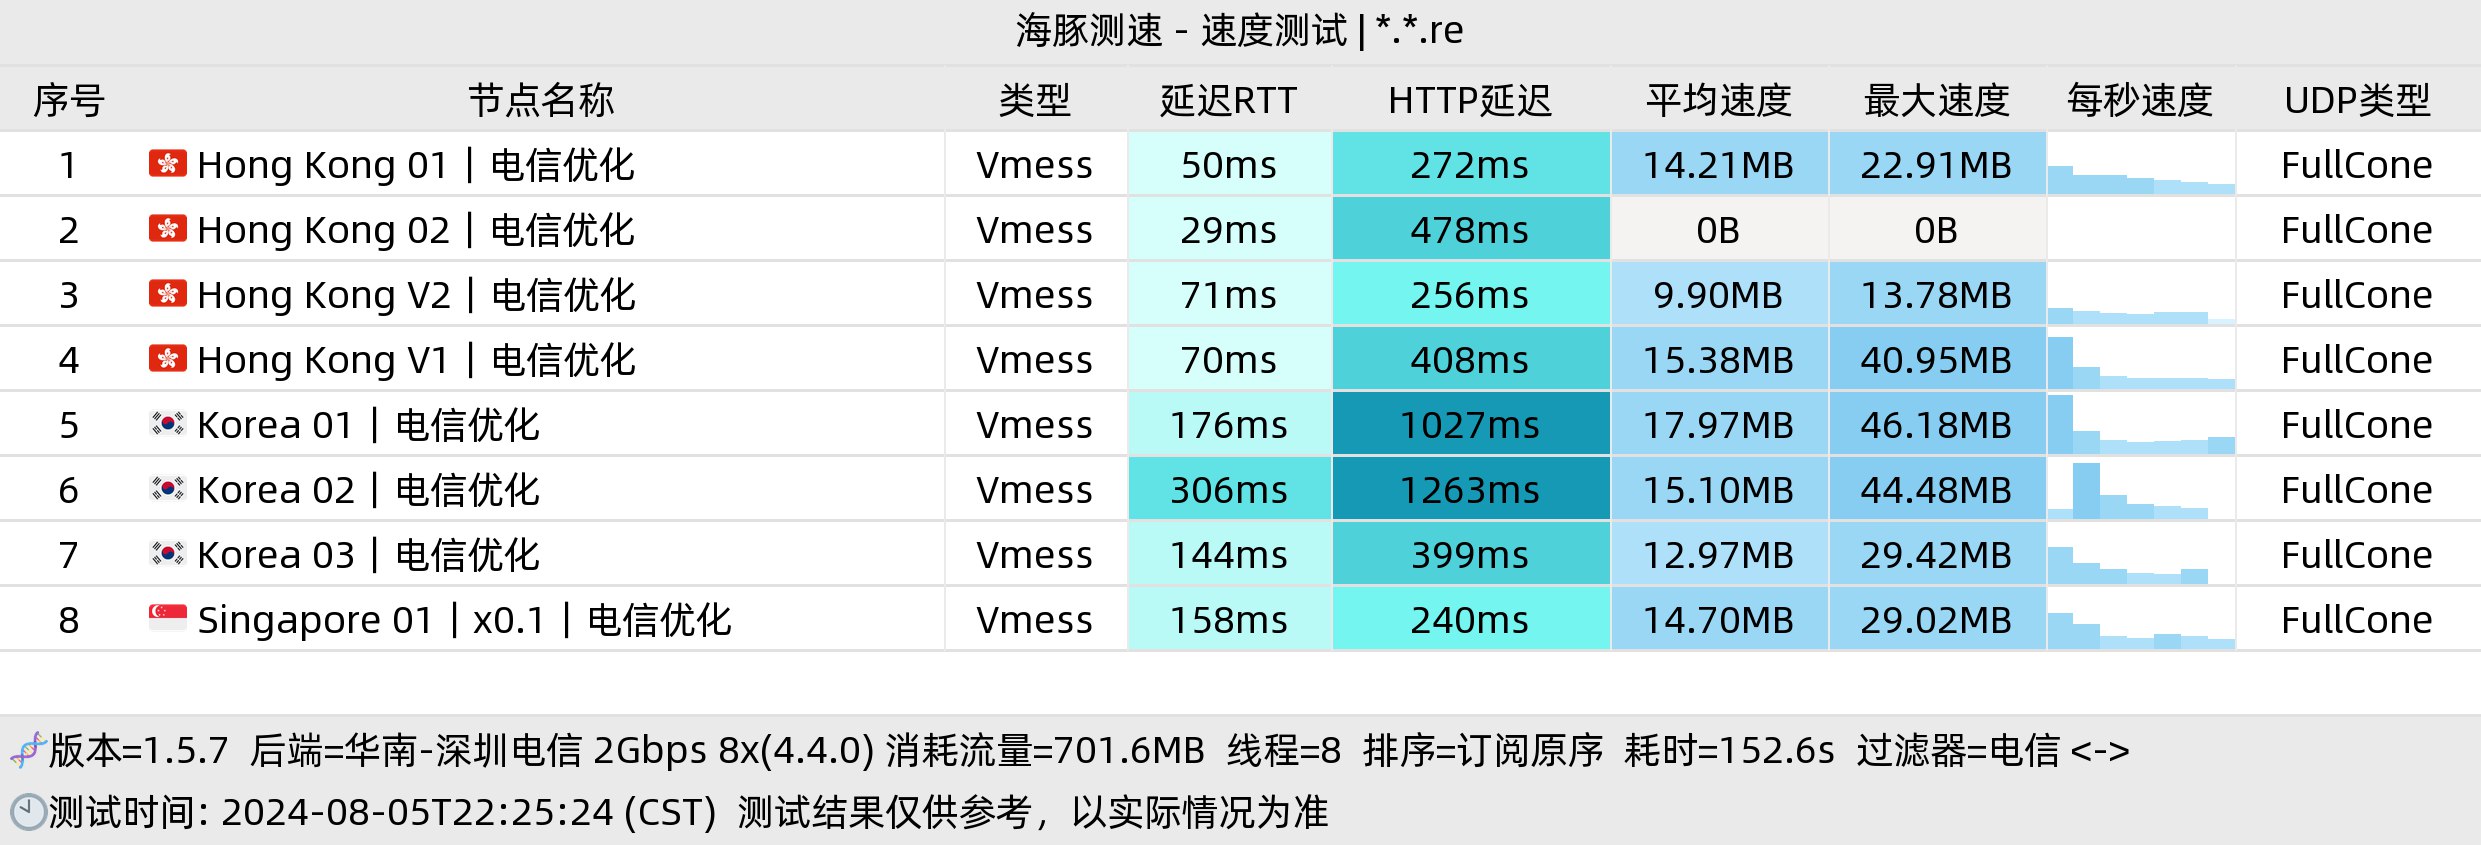 海豚测速 - 速度测试 | *.*.re
序号 节点名称 类型 延迟RTT HTTP延迟 平均速度 最大速度 每秒速度 UDP类型
1 Hong Kong 01 | 电信优化 Vmess 50ms 272ms 14.21MB 22.91MB FullCone
2 Hong Kong 02 | 电信优化 Vmess 29ms 478ms 0B 0B FullCone
3 Hong Kong V2 | 电信优化 Vmess 71ms 256ms 9.90MB 13.78MB FullCone
4 Hong Kong V1 | 电信优化 Vmess 70ms 408ms 15.38MB 40.95MB FullCone
5 Korea 01 | 电信优化 Vmess 176ms 1027ms 17.97MB 46.18MB FullCone
6 Korea 02 | 电信优化 Vmess 306ms 1263ms 15.10MB 44.48MB FullCone
7 Korea 03 | 电信优化 Vmess 144ms 399ms 12.97MB 29.42MB FullCone
8 Singapore 01 | x0.1 | 电信优化 Vmess 158ms 240ms 14.70MB 29.02MB FullCone
版本=1.5.7 后端=华南-深圳电信 2Gbps 8x(4.4.0) 消耗流量=701.6MB 线程=8 排序=订阅原序 耗时=152.6s 过滤器=电信 <->
测试时间: 2024-08-05T22:25:24 (CST) 测试结果仅供参考，以实际情况为准